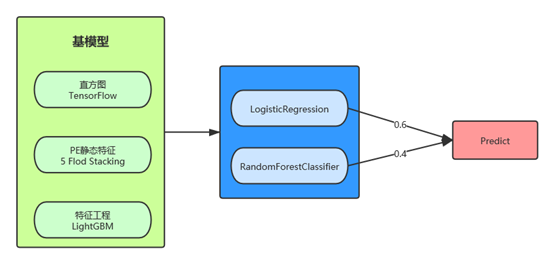 基模型
直方图
TensorFlow
PE静态特征
5 Flod Stacking
特征工程
LightGBM
LogisticRegression
RandomForestClassifier
0.6
0.4
Predict